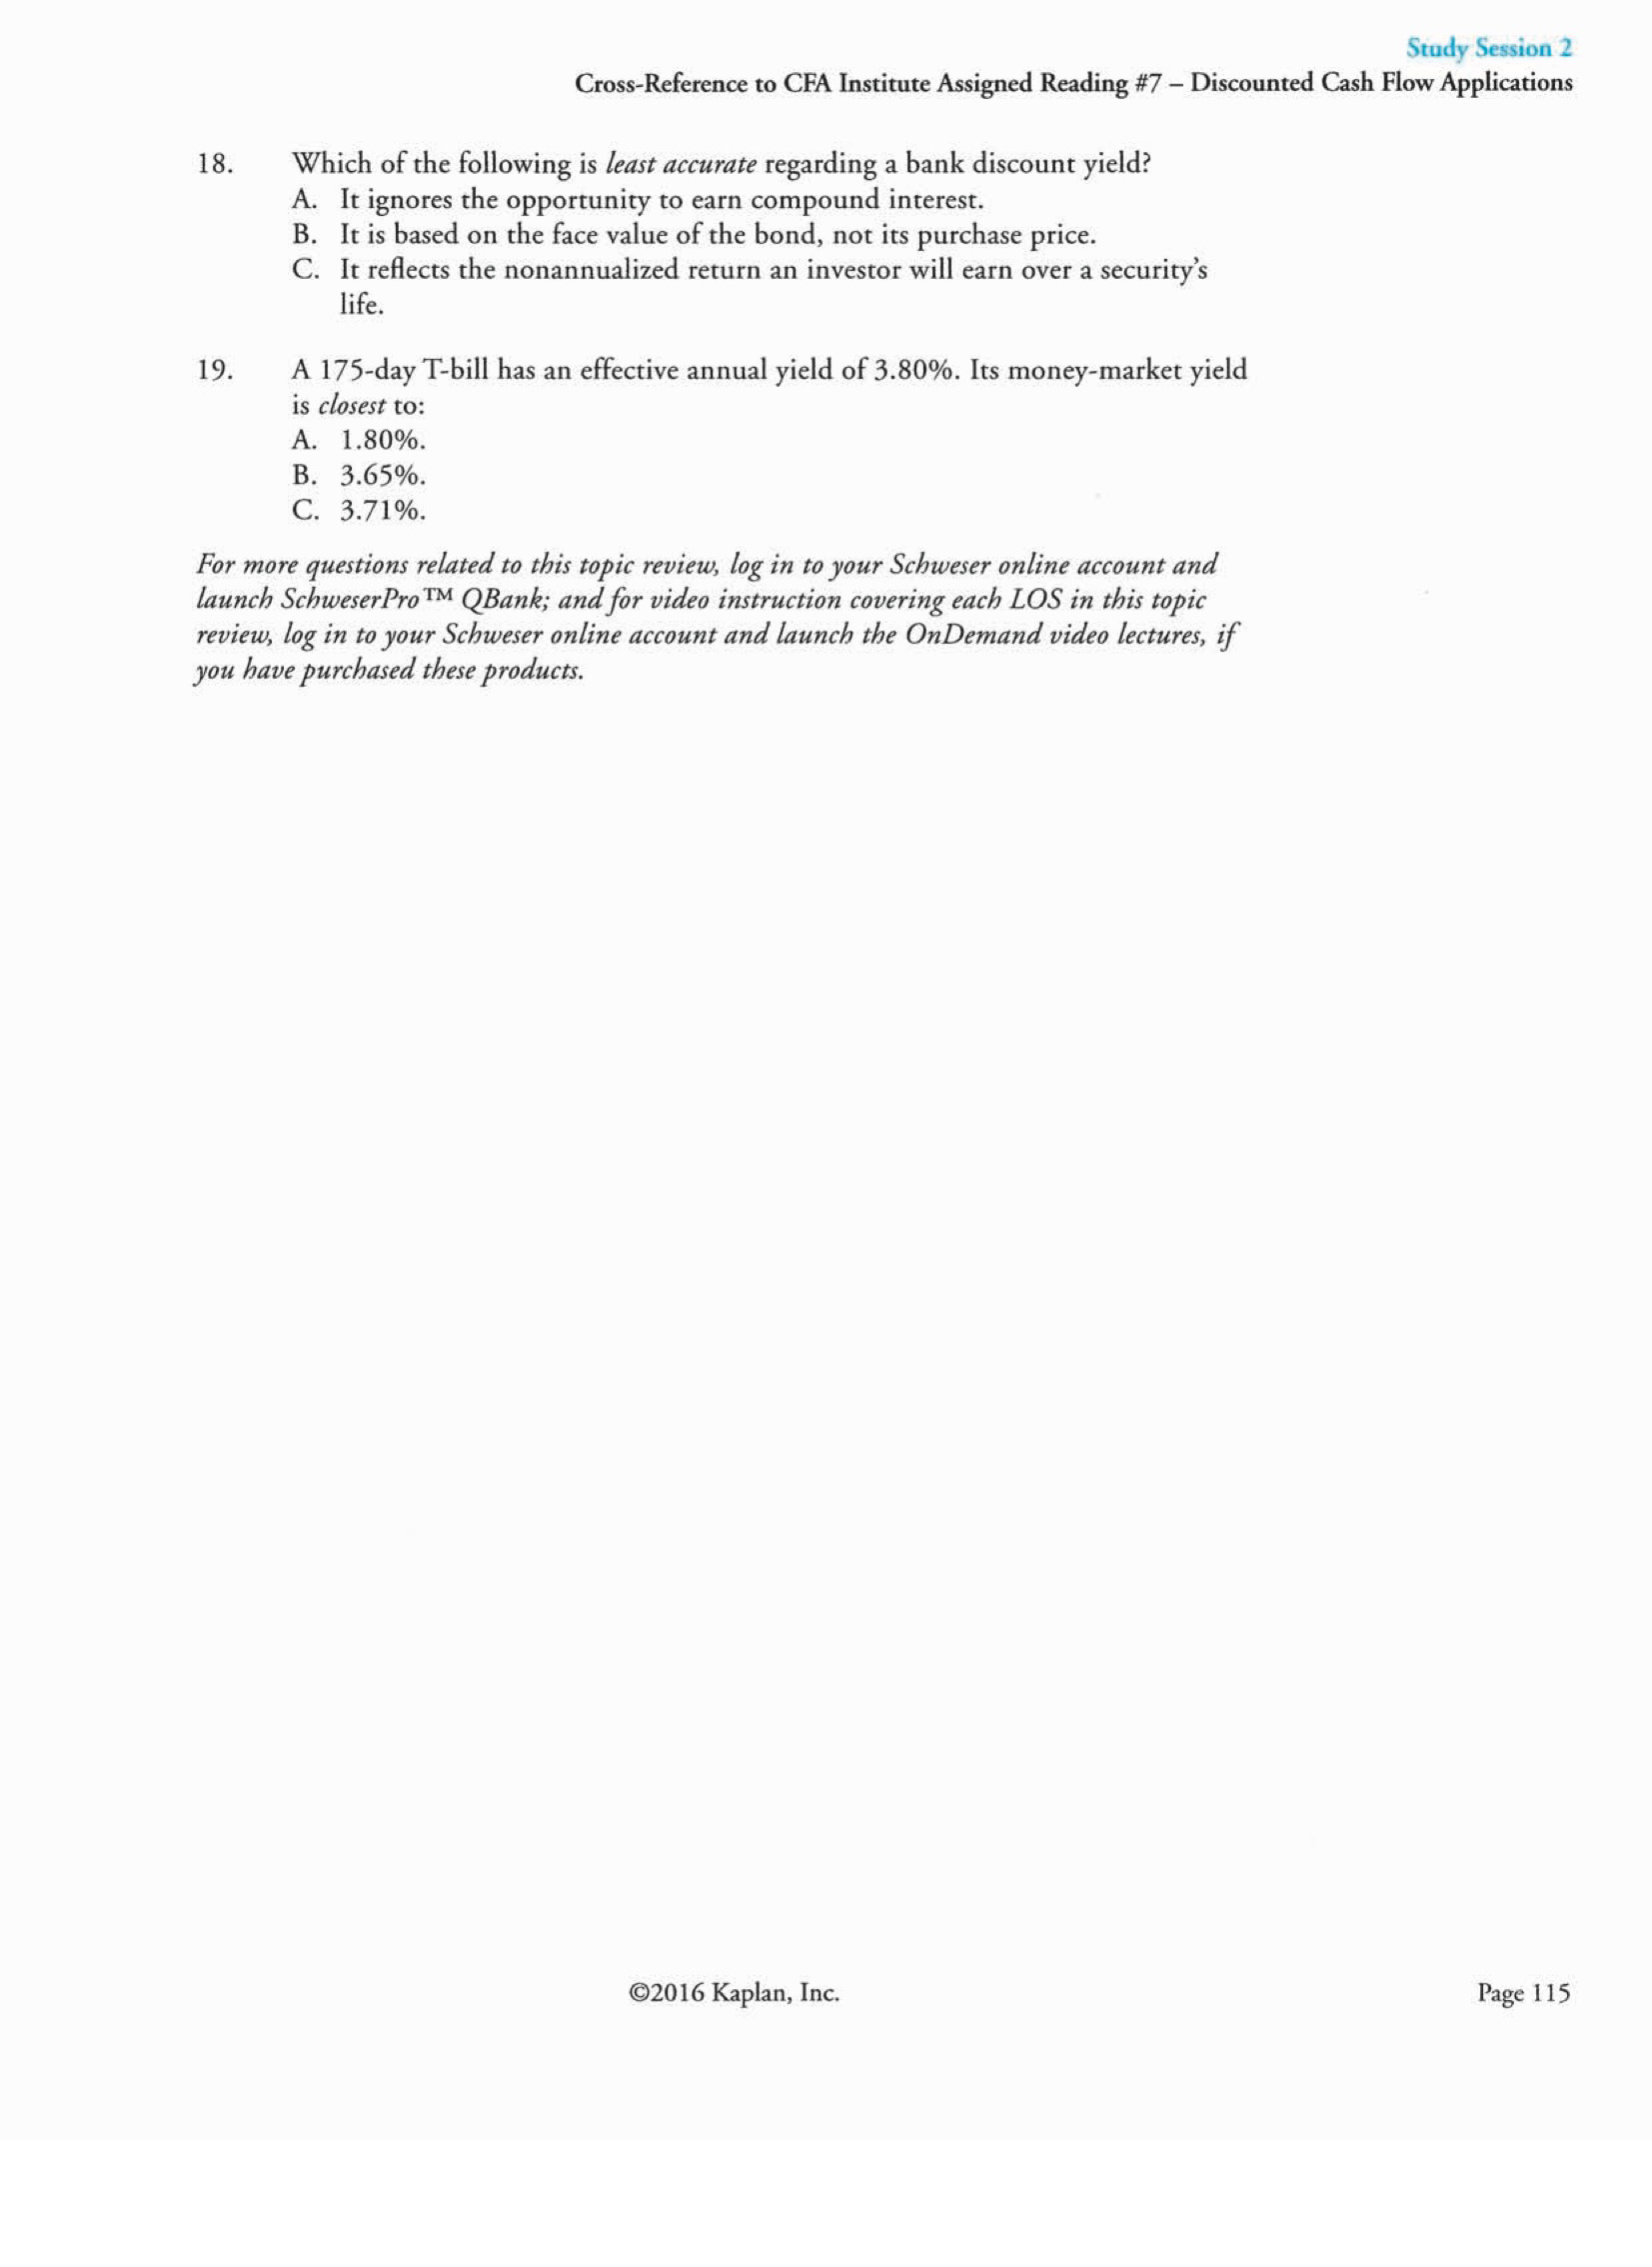 Study Session 2
Cross-Reference to CFA Institute Assigned Reading #7 – Discounted Cash Flow Applications
18. Which of the following is least accurate regarding a bank discount yield?
A. It ignores the opportunity to earn compound interest.
B. It is based on the face value of the bond, not its purchase price.
C. It reflects the nonannualized return an investor will earn over a security's
life.
19. A 175-day T-bill has an effective annual yield of 3.80%. Its money-market yield
is closest to:
A. 1.80%.
B. 3.65%.
C. 3.71%.
For more questions related to this topic review, log in to your Schweser online account and
launch SchweserPro™ QBank; and for video instruction covering each LOS in this topic
review, log in to your Schweser online account and launch the OnDemand video lectures, if
you have purchased these products.
©2016 Kaplan, Inc.
Page 115